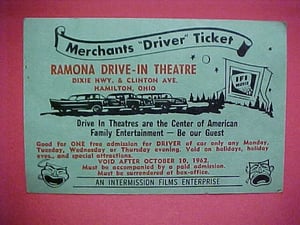 Merchants "Driver" Ticket
RAMONA DRIVE-IN THEATRE
DIXIE HWY. & CLINTON AVE.
HAMILTON, OHIO
Drive In Theatres are the Center of American
Family Entertainment — Be our Guest
Good for ONE free admission for DRIVER of car only any Monday,
Tuesday, Wednesday or Thursday evening. Void on holidays, holiday
eves., and special attractions.
VOID AFTER OCTOBER 10, 1962
Must be accompanied by a paid admission.
Must be surrendered at box-office.
AN INTERMISSION FILMS ENTERPRISE